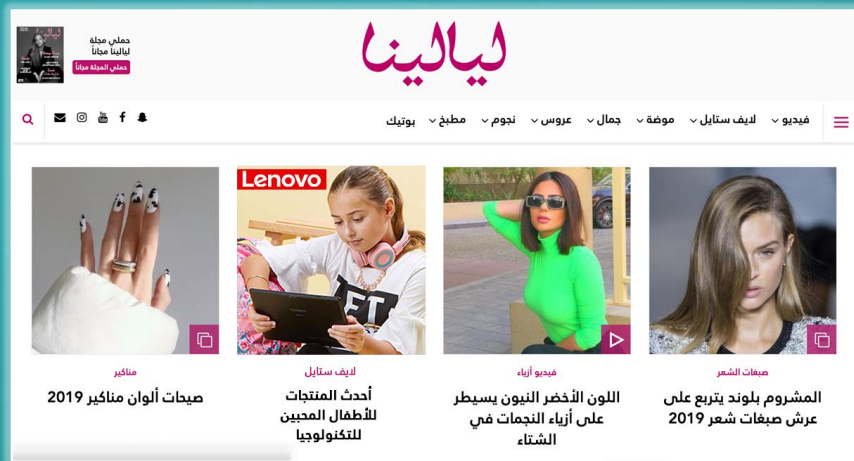 حملي مجلة
ليالينا مجاناً
حملي المجلة مجاناً
ليالينا
فيديو
لايف ستايل
موضة
جمال
عروس
نجوم
مطبخ
بوتيك
صبغات الشعر
المشروم بلوند يتربع على
عرش صبغات شعر 2019
فيديو أزياء
اللون الأخضر النيون يسيطر
على أزياء النجمات في
الشتاء
Lenovo
لايف ستايل
أحدث المنتجات
للأطفال المحبين
للتكنولوجيا
مناكير
صيحات ألوان مناكير 2019